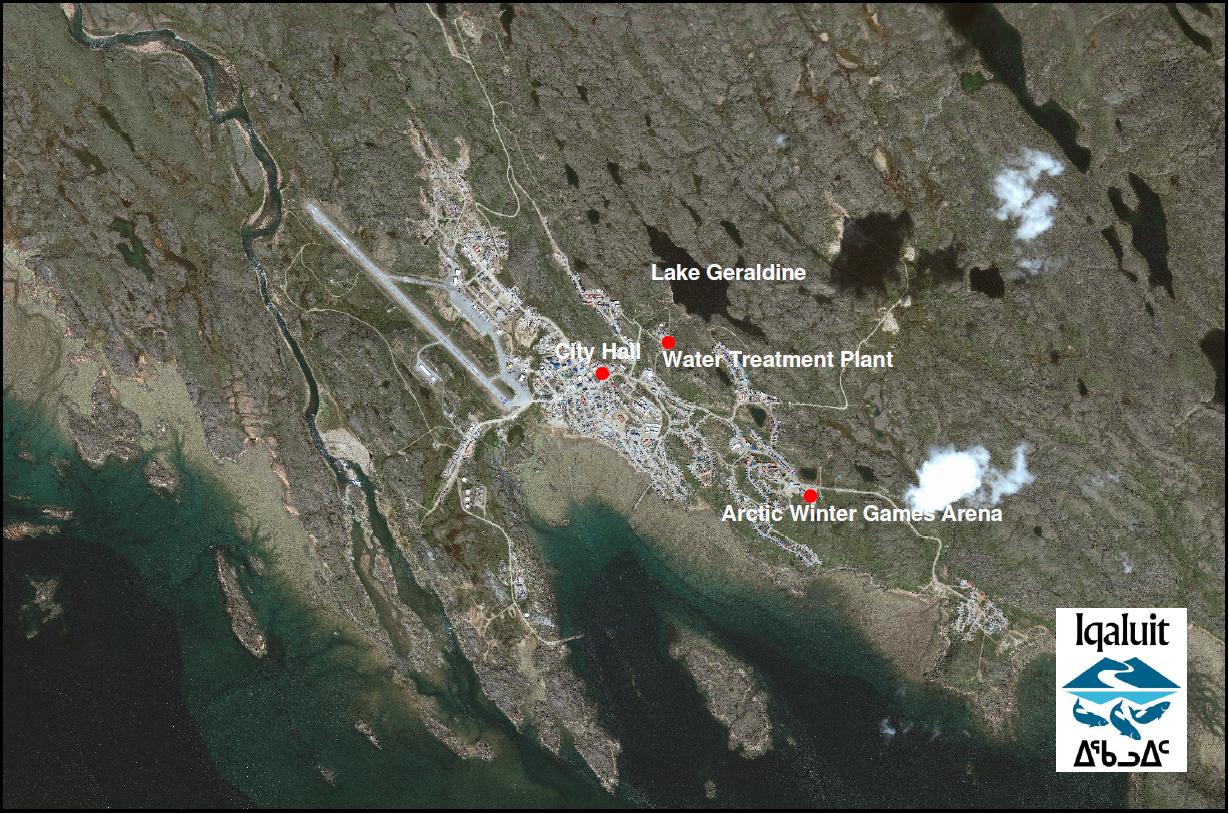 Lake Geraldine
City Hall
Water Treatment Plant
Arctic Winter Games Arena
Iqaluit
ᐃᖃᓗᐃᑦ